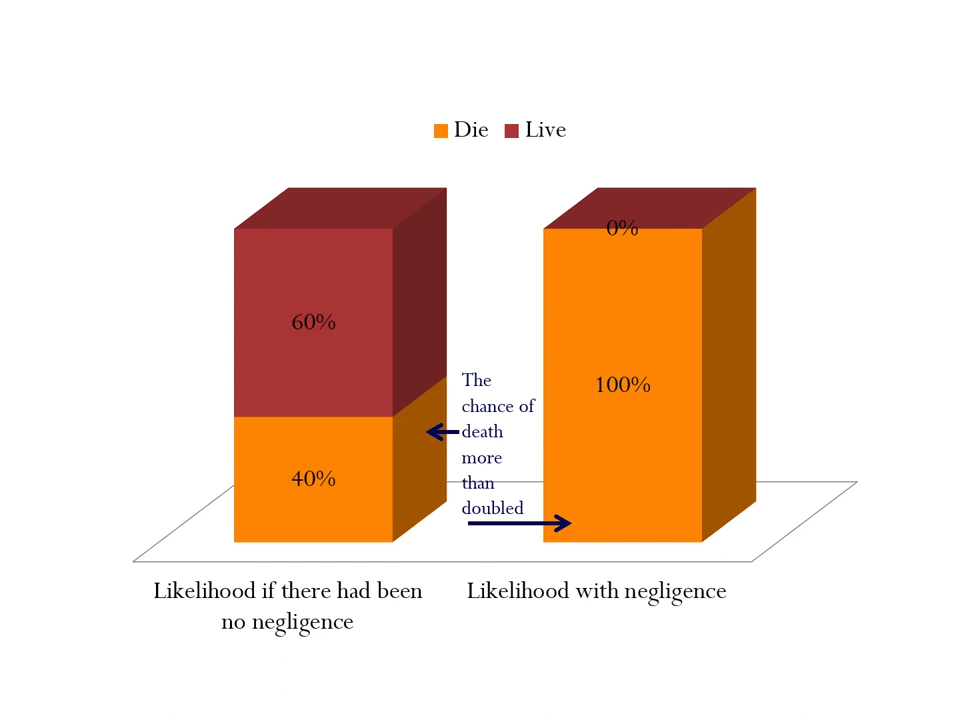 Die Live
0%
60%
The
chance of
death
more
than
doubled
100%
40%
Likelihood if there had been
no negligence
Likelihood with negligence